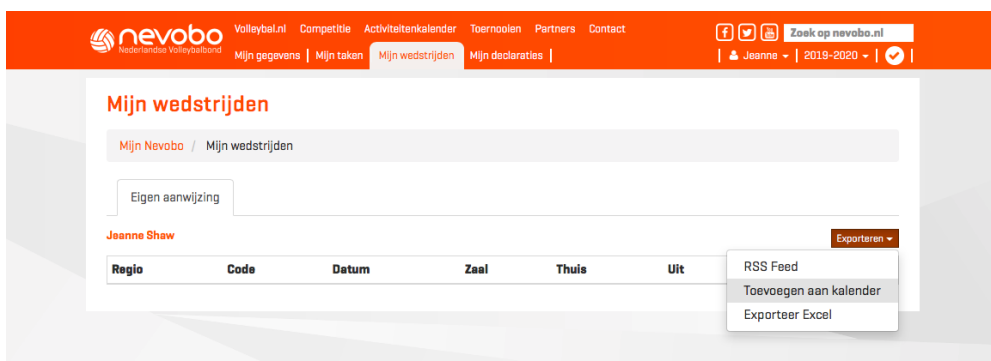 nevobo
Nederlandse Volleybalbond
Volleybal.nl Competitie Activiteitenkalender Toernooien Partners Contact
Zoek op nevobo.nl
Mijn gegevens | Mijn taken Mijn wedstrijden Mijn declaraties |
| Jeanne | 2019-2020 | |
Mijn wedstrijden
Mijn Nevobo / Mijn wedstrijden
Eigen aanwijzing
Jeanne Shaw
Exporteren
Regio Code Datum Zaal Thuis Uit
RSS Feed
Toevoegen aan kalender
Exporteer Excel